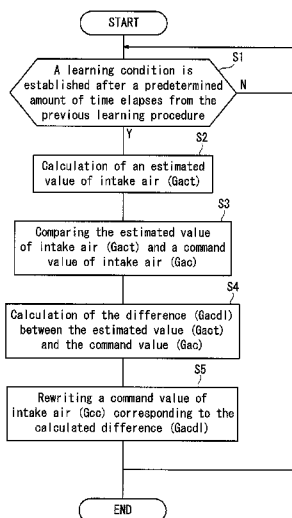 START
S1
A learning condition is
established after a predetermined
amount of time elapses from the
previous learning procedure
N
Y
S2
Calculation of an estimated
value of intake air (Gact)
S3
Comparing the estimated value
of intake air (Gact) and a command
value of intake air (Gac)
S4
Calculation of the difference (Gacdl)
between the estimated value (Gact)
and the command value (Gac)
S5
Rewriting a command value of
intake air (Gcc) corresponding to the
calculated difference (Gacdl)
END